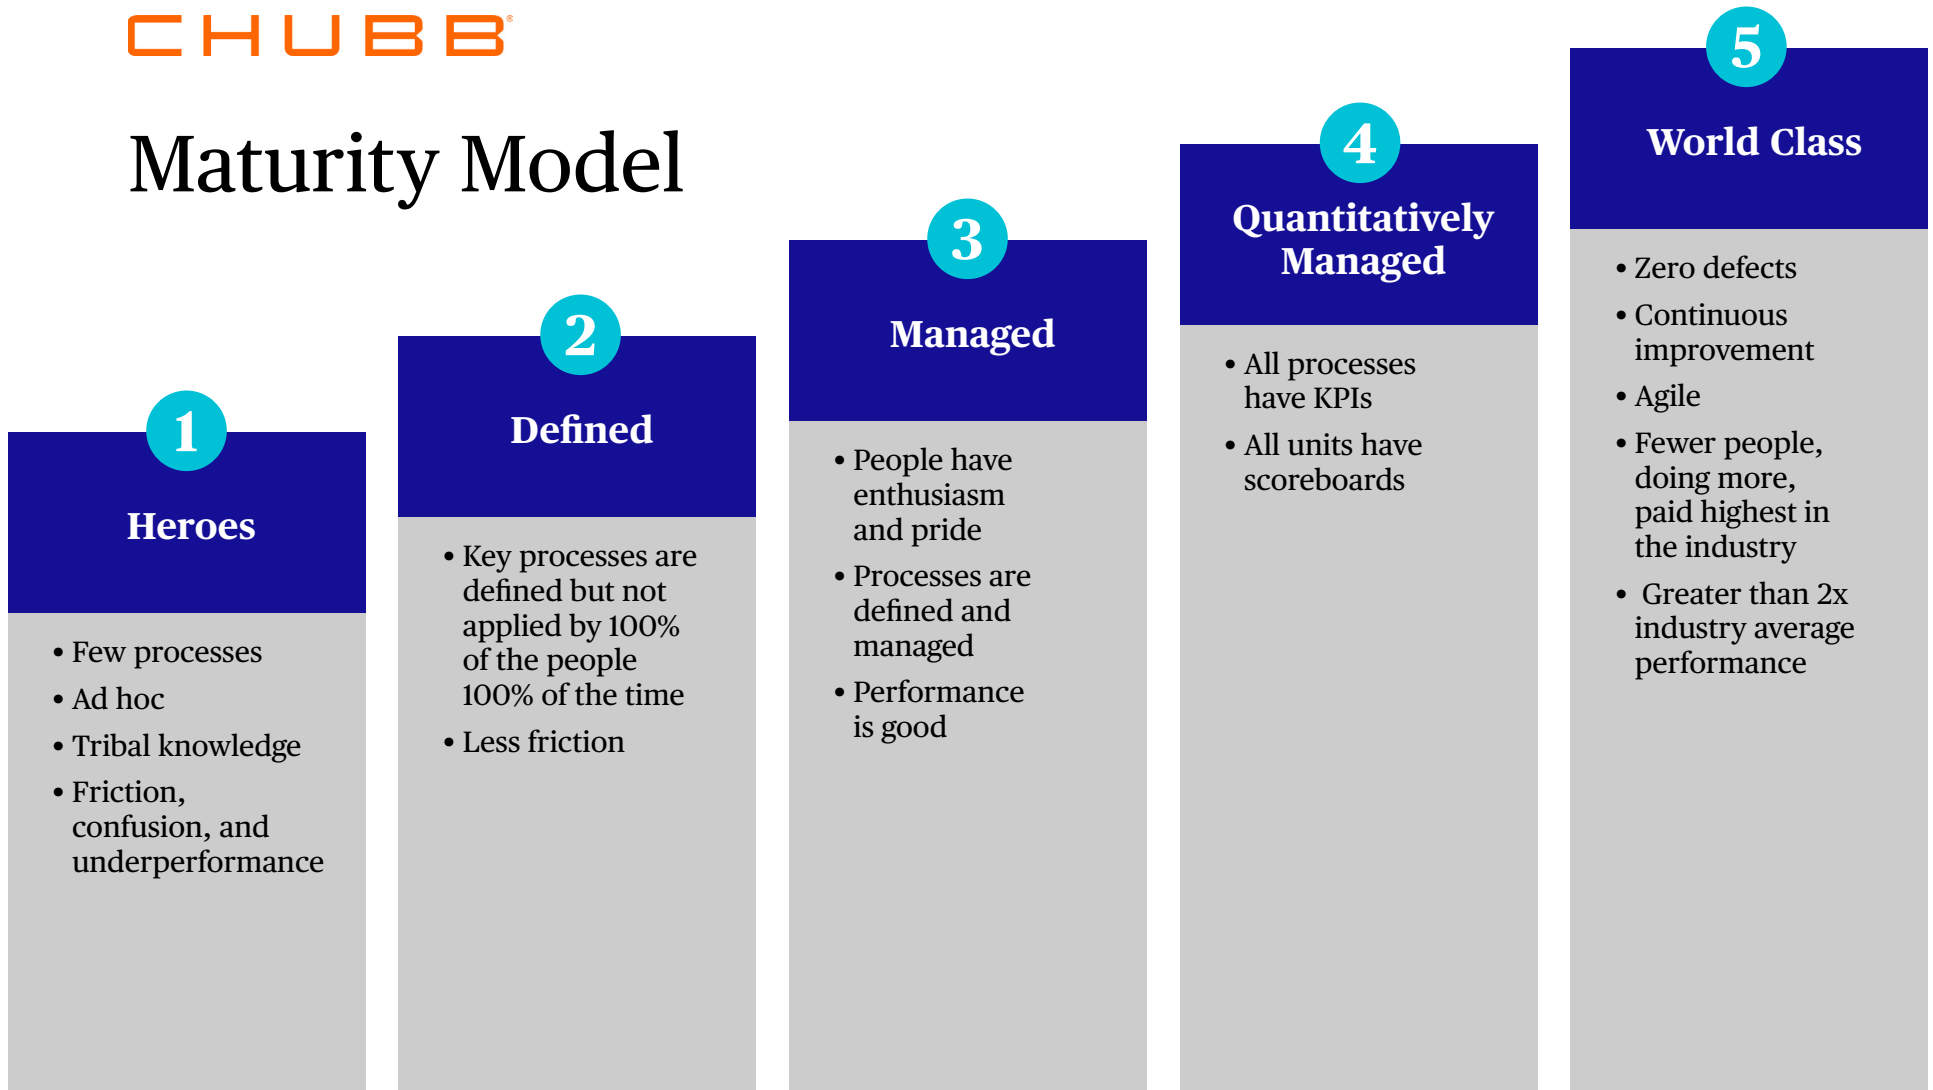 CHUBB®
Maturity Model
1
Heroes
• Few processes
• Ad hoc
• Tribal knowledge
• Friction,
confusion, and
underperformance
2
Defined
• Key processes are
defined but not
applied by 100%
of the people
100% of the time
• Less friction
3
Managed
• People have
enthusiasm
and pride
• Processes are
defined and
managed
• Performance
is good
4
Quantitatively
Managed
• All processes
have KPIs
• All units have
scoreboards
5
World Class
• Zero defects
• Continuous
improvement
• Agile
• Fewer people,
doing more,
paid highest in
the industry
• Greater than 2x
industry average
performance